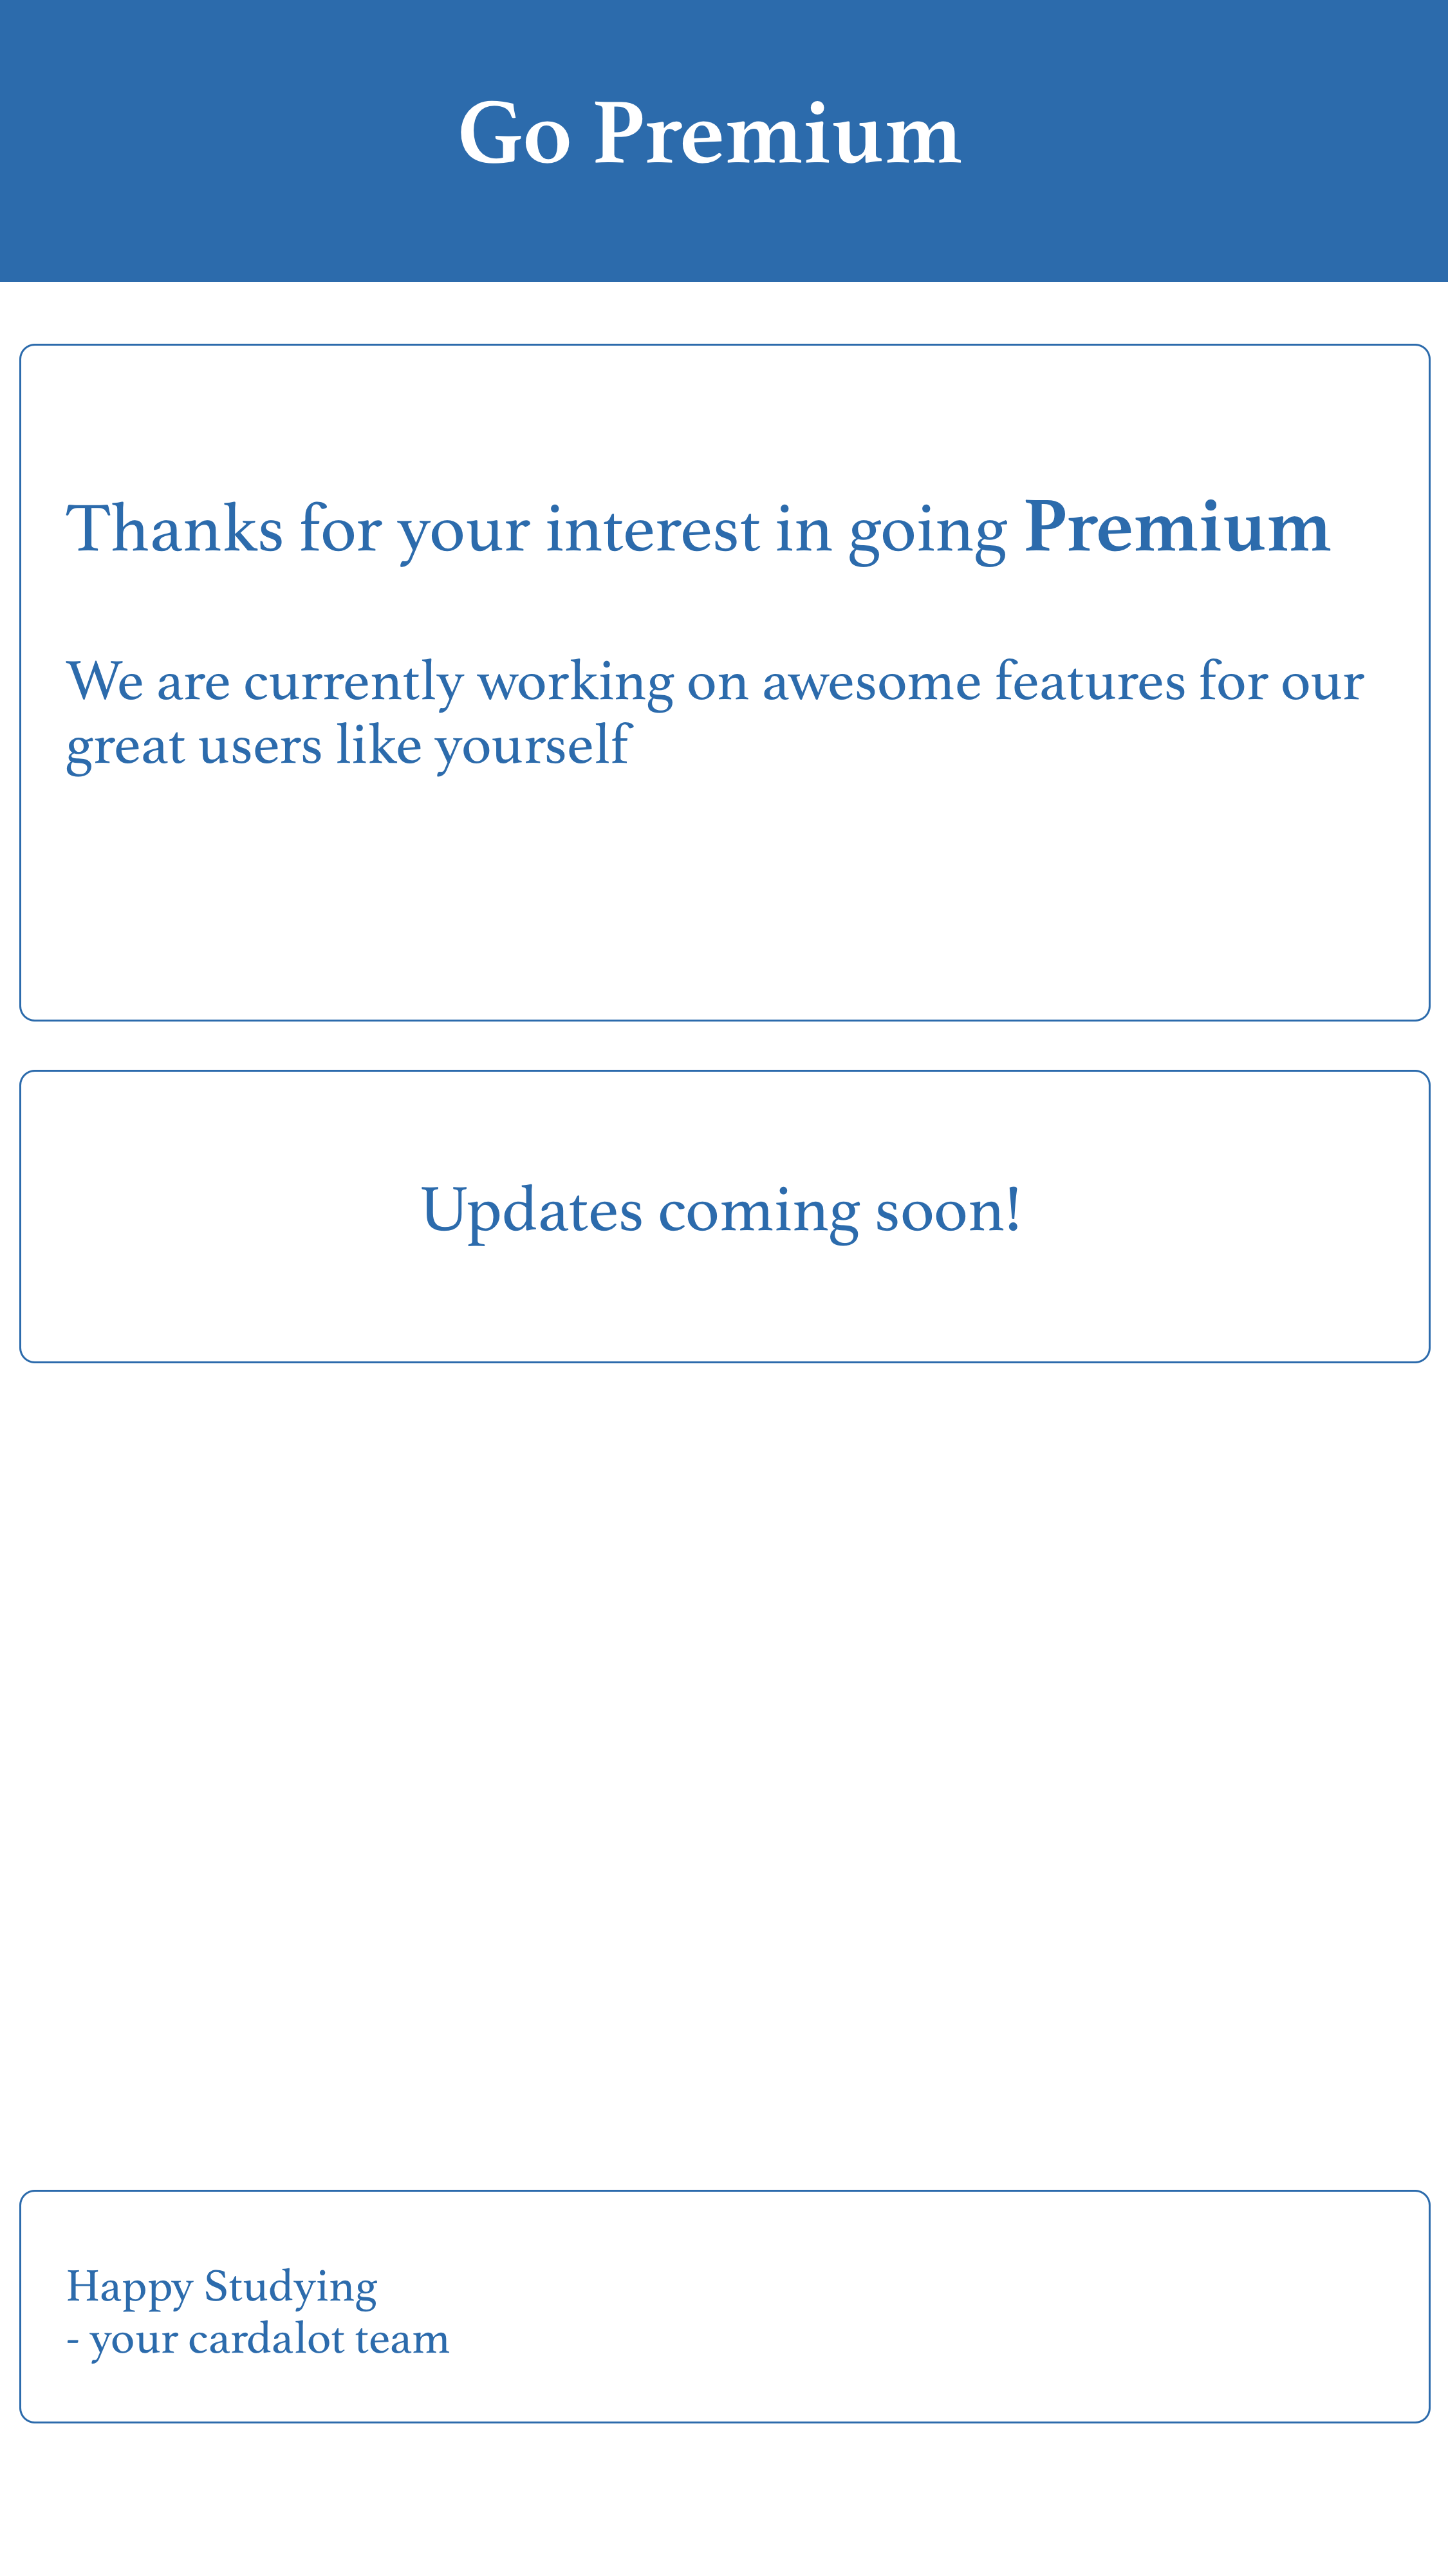 Go Premium
Thanks for your interest in going Premium
We are currently working on awesome features for our
great users like yourself
Updates coming soon!
Happy Studying
- your cardalot team